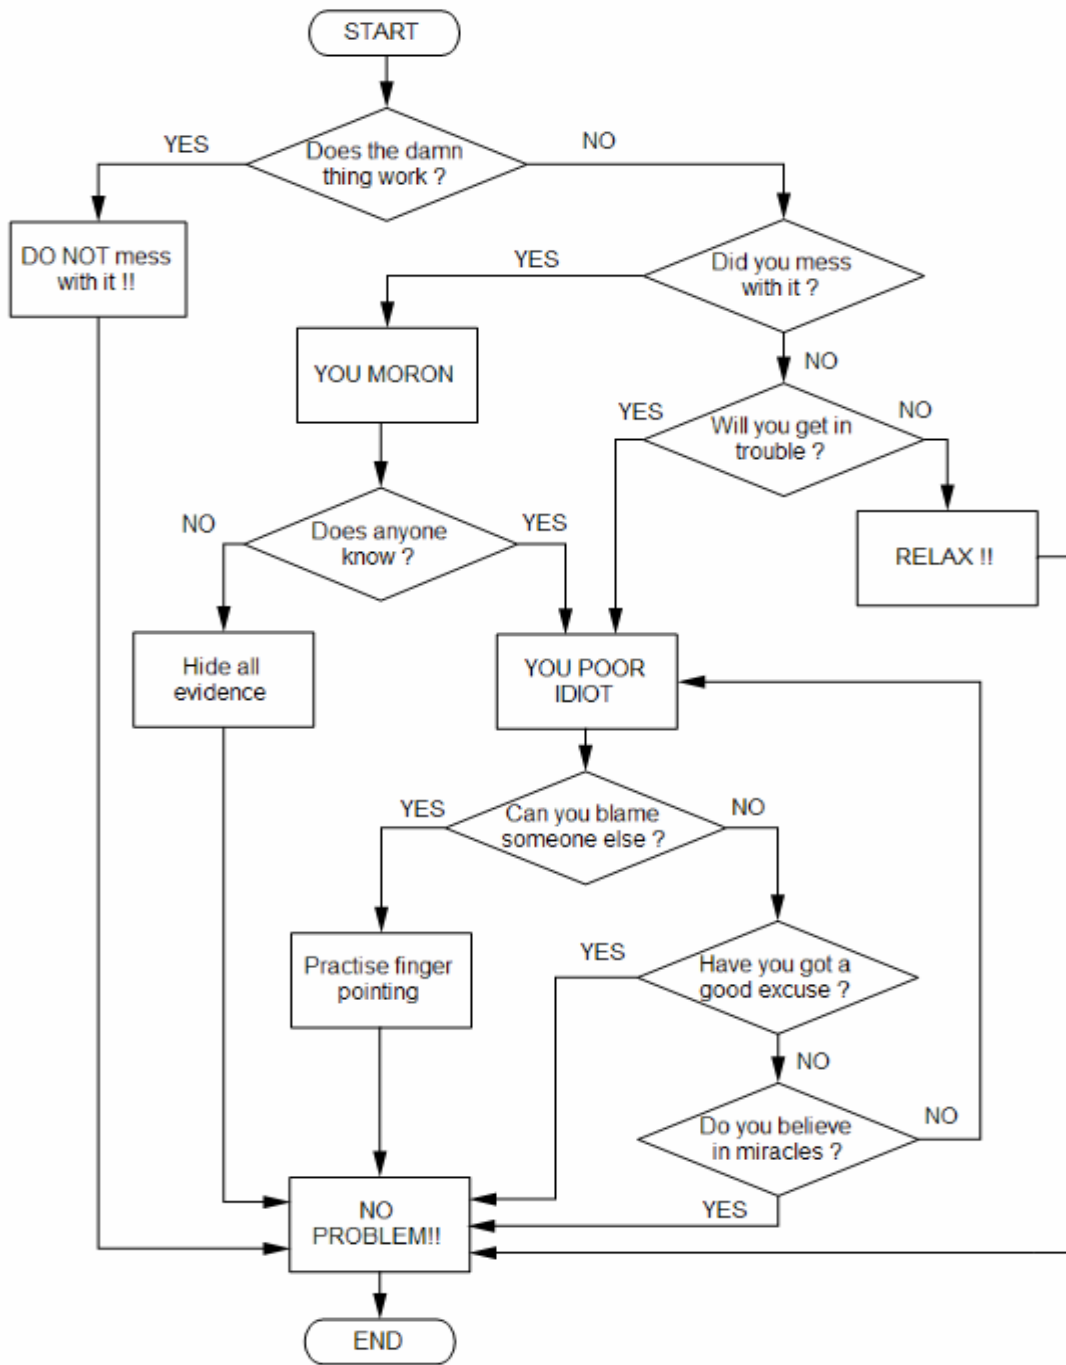 START
YES
Does the damn
thing work ?
NO
DO NOT mess
with it !!
YES
Did you mess
with it ?
YOU MORON
NO
YES
Will you get in
trouble ?
NO
NO
Does anyone
know ?
YES
RELAX !!
Hide all
evidence
YOU POOR
IDIOT
YES
Can you blame
someone else ?
NO
Practise finger
pointing
YES
Have you got a
good excuse ?
NO
Do you believe
in miracles ?
NO
YES
NO
PROBLEM!!
END